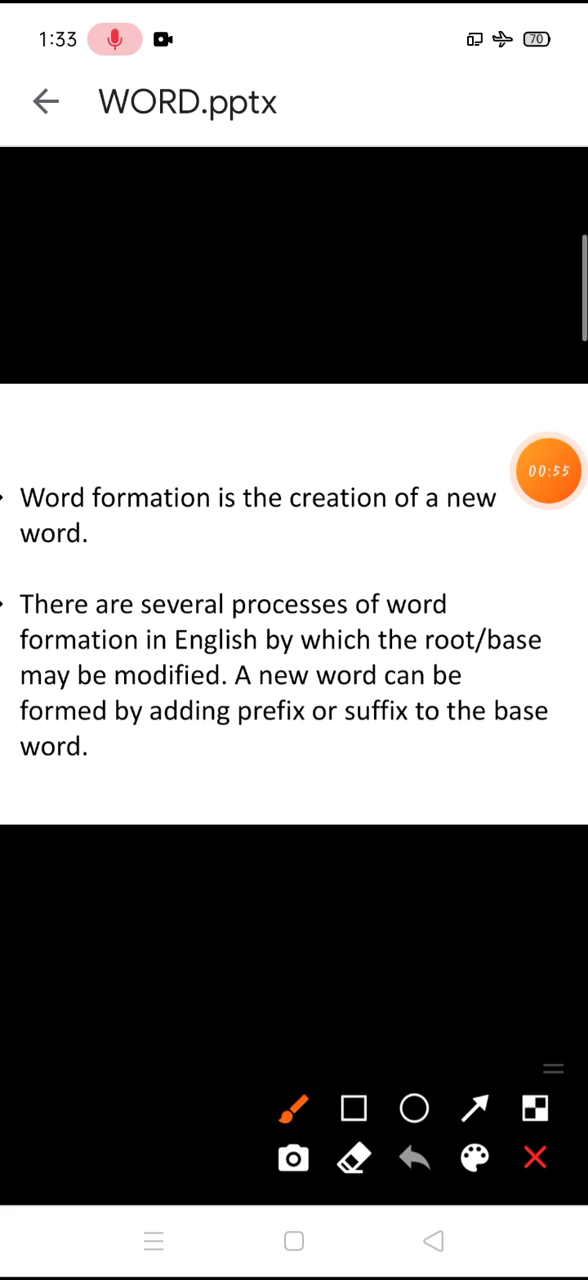 1:33
70
WORD.pptx
00:55
Word formation is the creation of a new
word.
There are several processes of word
formation in English by which the root/base
may be modified. A new word can be
formed by adding prefix or suffix to the base
word.